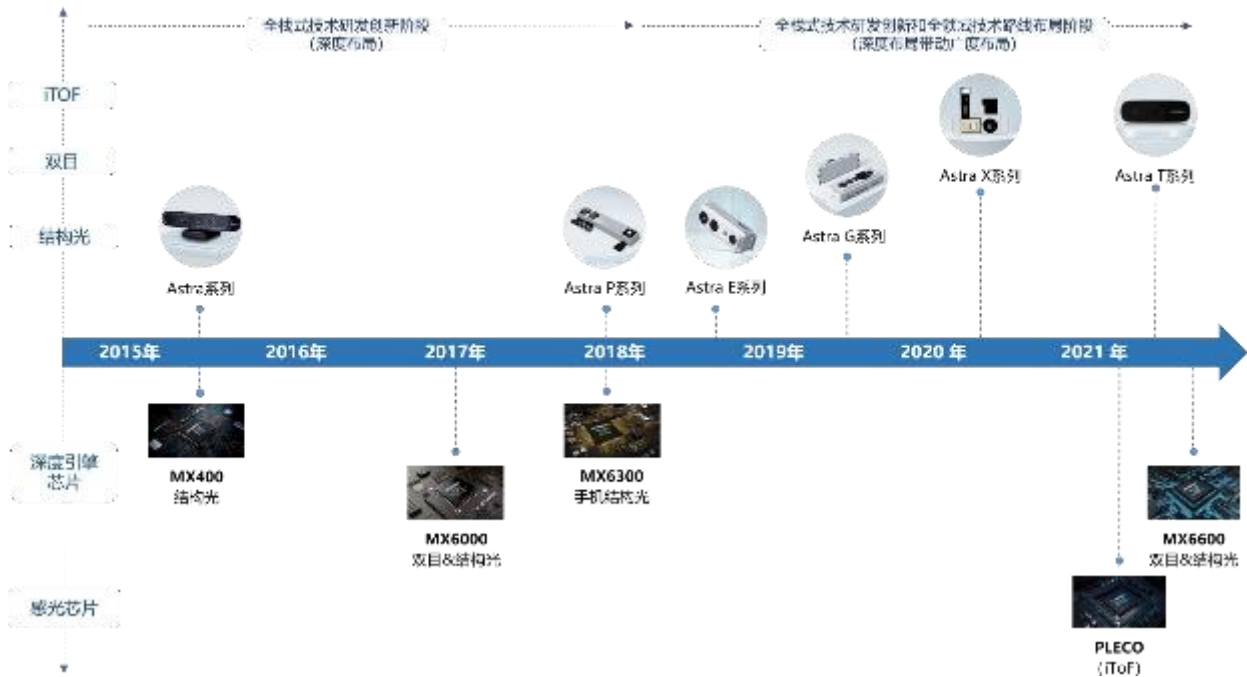 全栈式技术研发创新阶段
(深度布局)
全栈式技术研发创新和全领域技术路线布局阶段
(深度布局带动广度布局)
iTOF
双目
结构光
Astra系列
Astra P系列
Astra E系列
Astra G系列
Astra X系列
Astra T系列
2015年
2016年
2017年
2018年
2019年
2020 年
2021 年
深度引擎
芯片
感光芯片
MX400
结构光
MX6000
双目&结构光
MX6300
手机结构光
MX6600
双目&结构光
PLECO
(iToF)